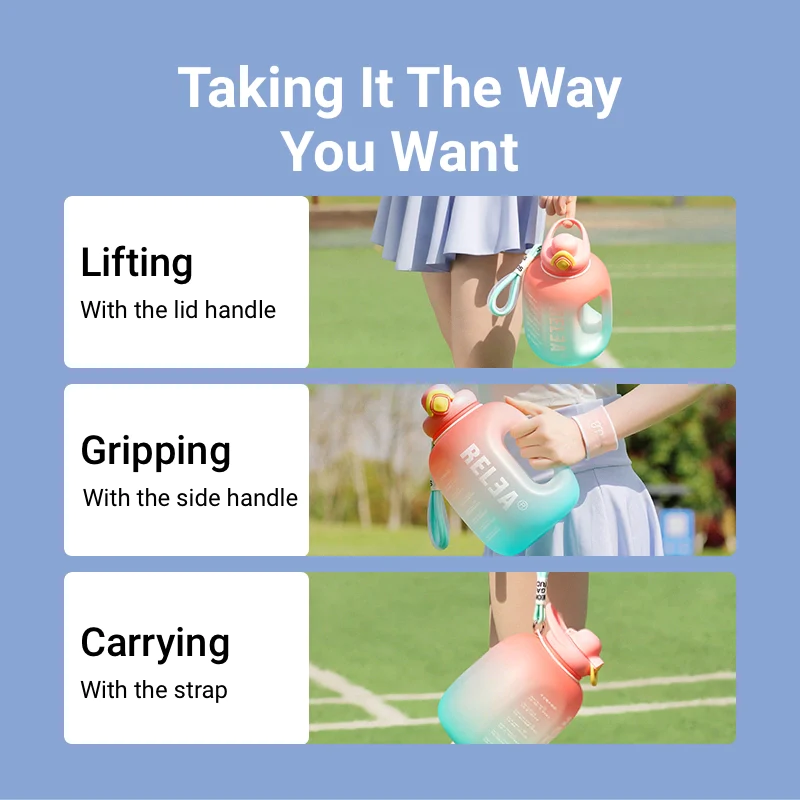 Taking It The Way
You Want
Lifting
With the lid handle
Gripping
With the side handle
RELEA
Carrying
With the strap